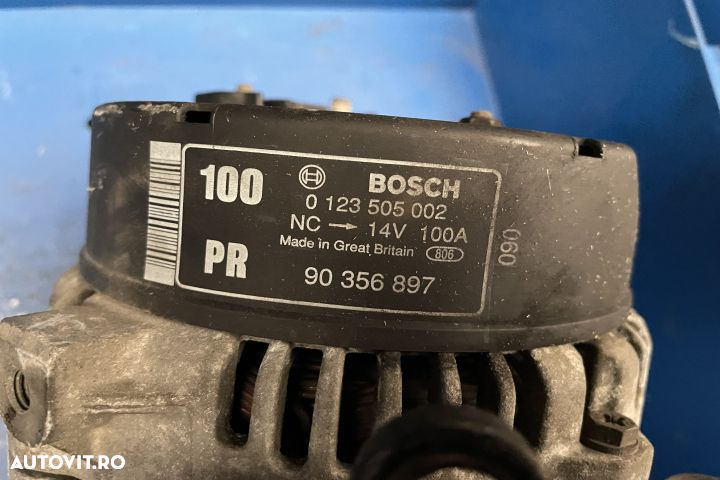 100
BOSCH
0 123 505 002
NC → 14V 100A
Made in Great Britain 806
PR
90 356 897
090
AUTOVIT.RO